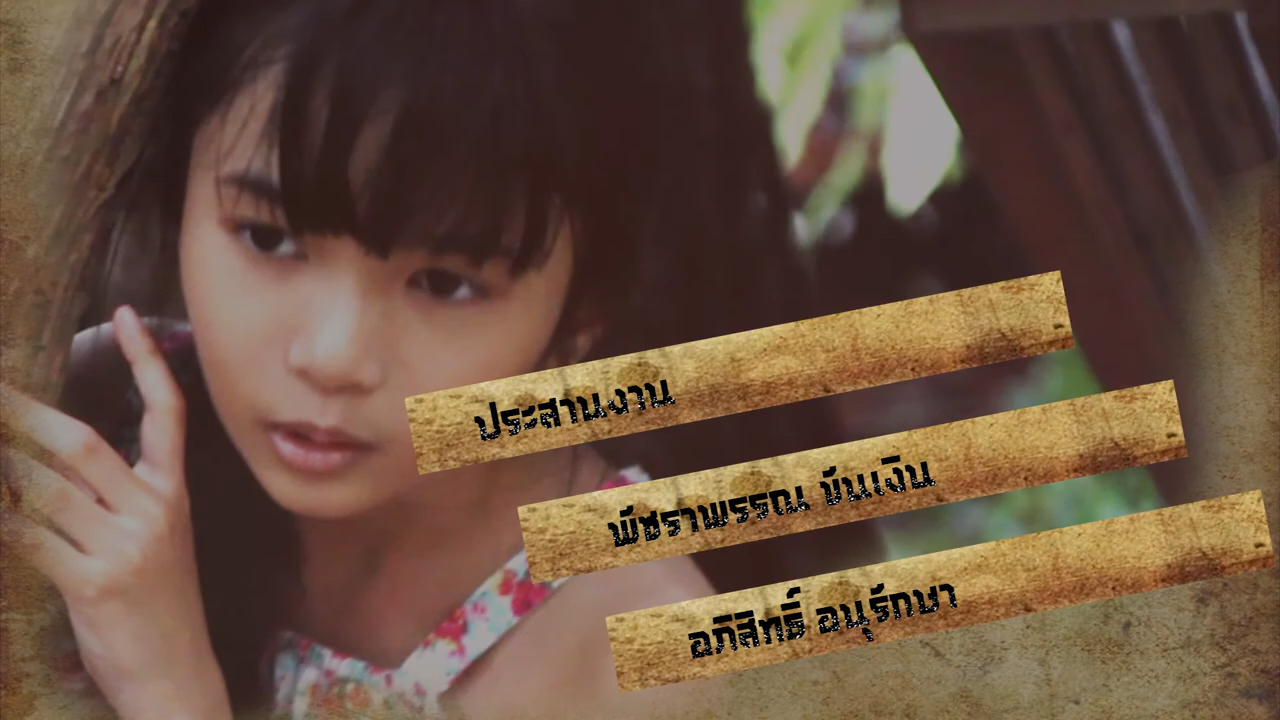 ประสานงาน
พัชราพรรณ ขันเงิน
อภิสิทธิ์ อนุรักษา